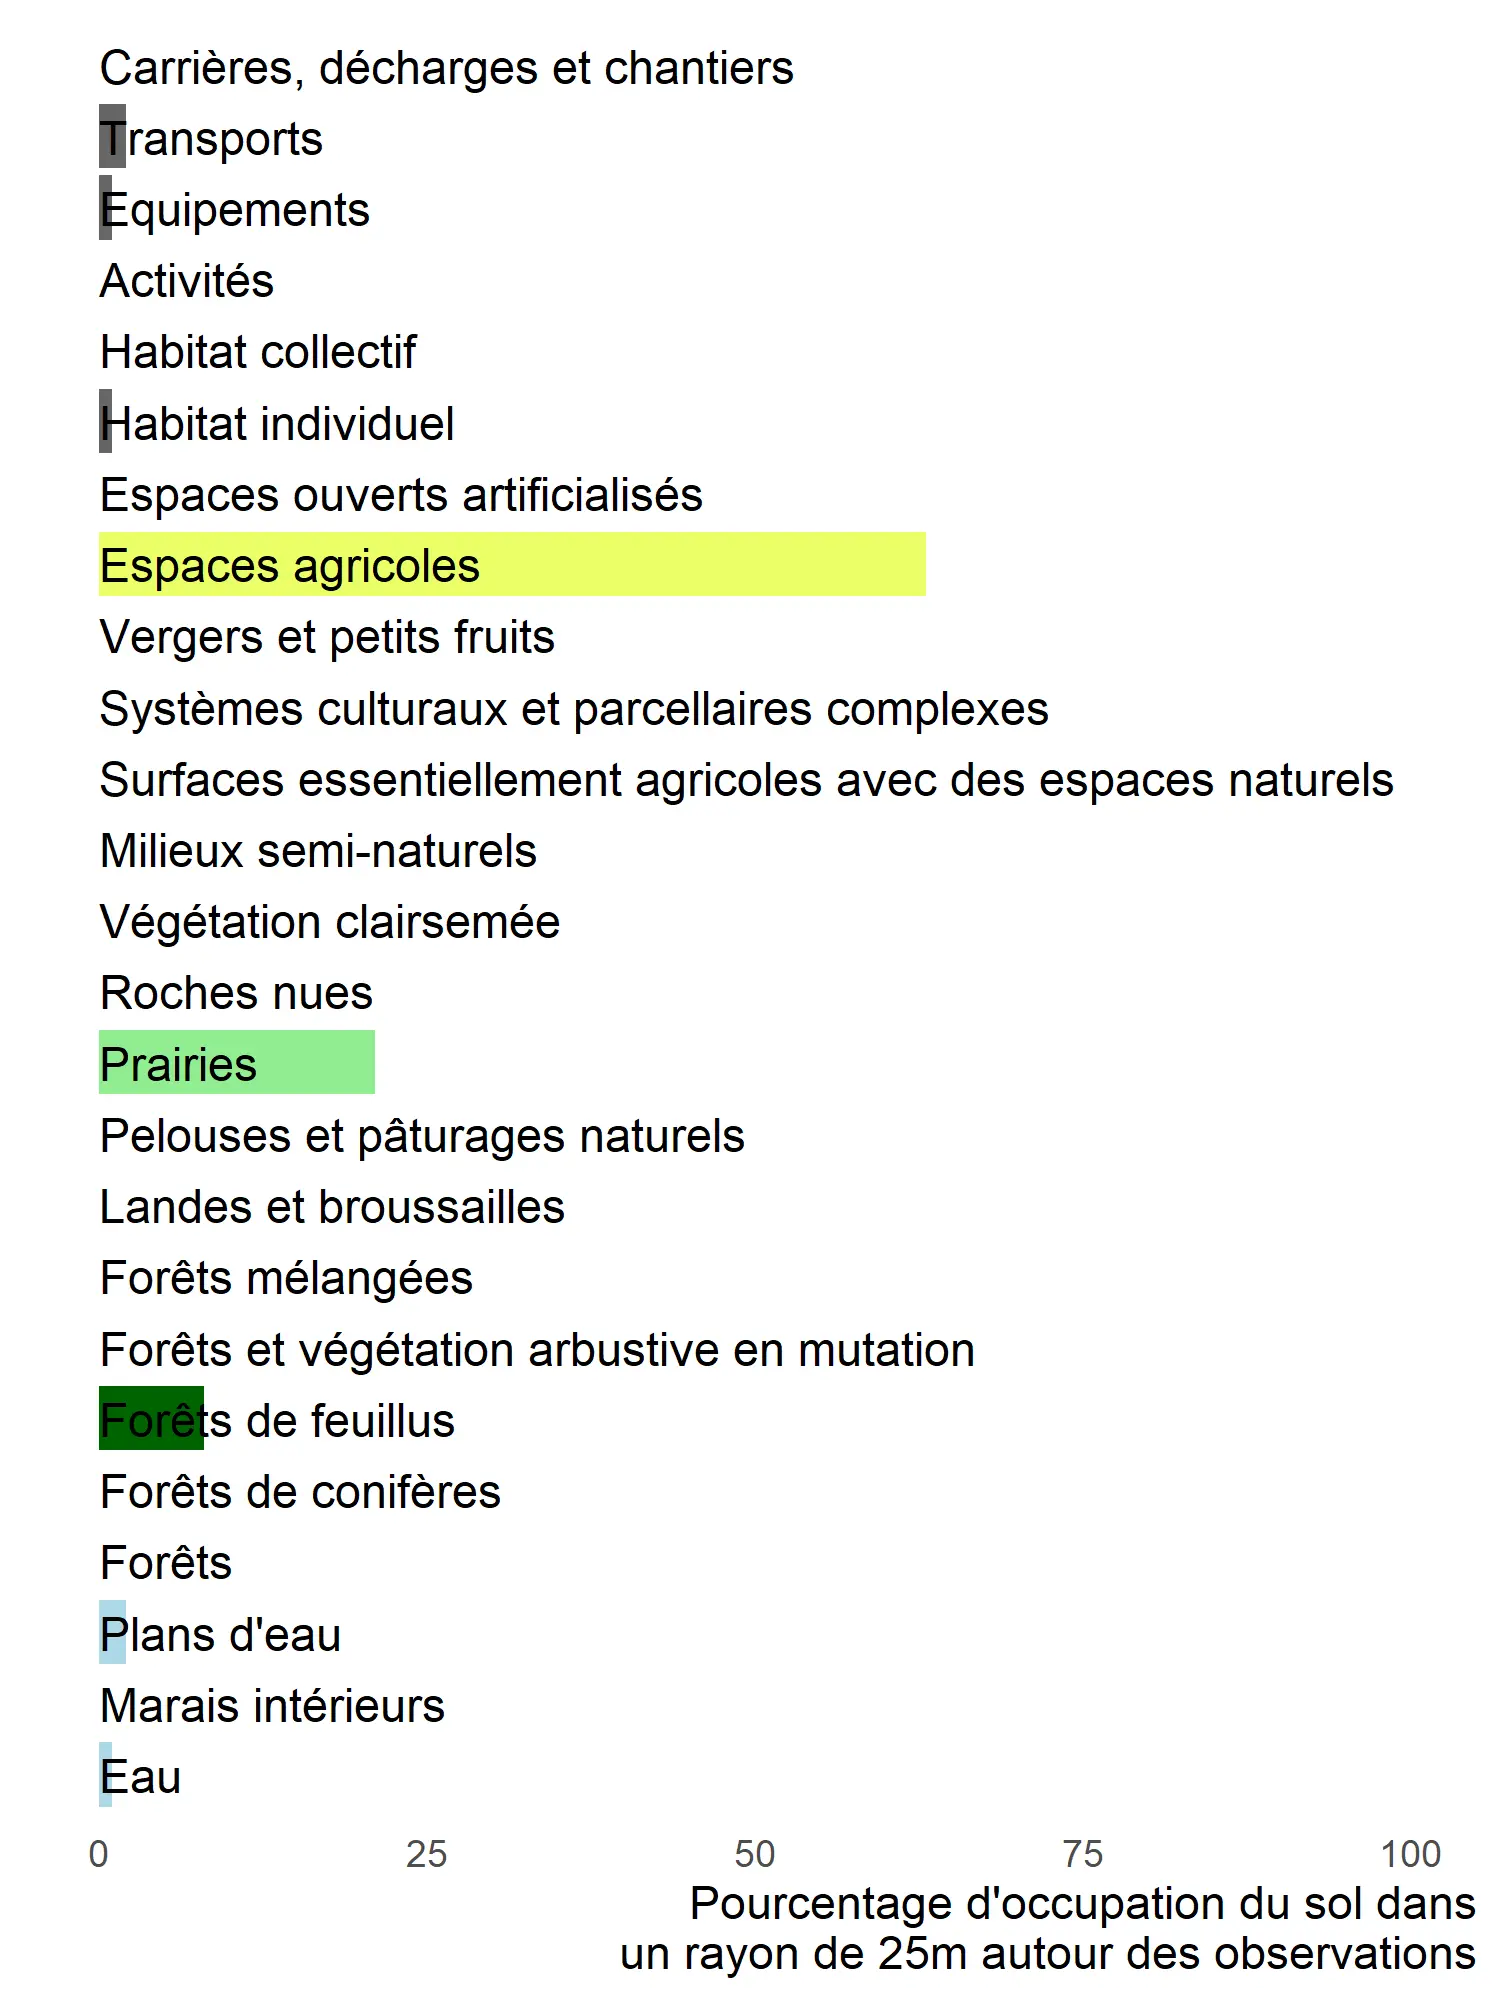 Carrières, décharges et chantiers
Transports
Equipements
Activités
Habitat collectif
Habitat individuel
Espaces ouverts artificialisés
Espaces agricoles
Vergers et petits fruits
Systèmes culturaux et parcellaires complexes
Surfaces essentiellement agricoles avec des espaces naturels
Milieux semi-naturels
Végétation clairsemée
Roches nues
Prairies
Pelouses et pâturages naturels
Landes et broussailles
Forêts mélangées
Forêts et végétation arbustive en mutation
Forêts de feuillus
Forêts de conifères
Forêts
Plans d'eau
Marais intérieurs
Eau
0 25 50 75 100
Pourcentage d'occupation du sol dans
un rayon de 25m autour des observations